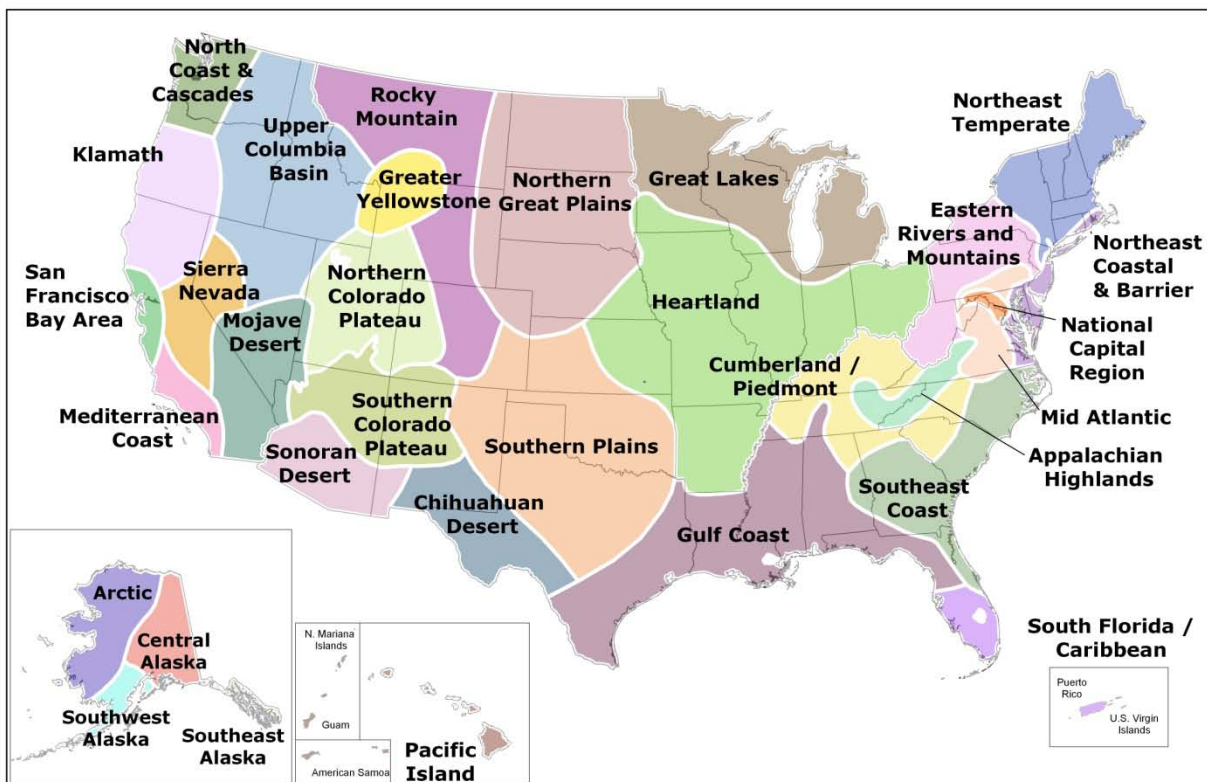 North
Coast &
Cascades
Rocky
Mountain
Northeast
Temperate
Klamath
Upper
Columbia
Basin
Greater
Yellowstone
Northern
Great Plains
Great Lakes
Eastern
Rivers and
Mountains
Northeast
Coastal
& Barrier
San
Francisco
Bay Area
Sierra
Nevada
Mojave
Desert
Northern
Colorado
Plateau
Heartland
National
Capital
Region
Cumberland /
Piedmont
Mediterranean
Coast
Southern
Colorado
Plateau
Sonoran
Desert
Southern Plains
Mid Atlantic
Appalachian
Highlands
Chihuahuan
Desert
Gulf Coast
Southeast
Coast
Arctic
Central
Alaska
Southwest
Alaska
Southeast
Alaska
N. Mariana
Islands
Guam
American Samoa
Pacific
Island
South Florida /
Caribbean
Puerto
Rico
U.S. Virgin
Islands